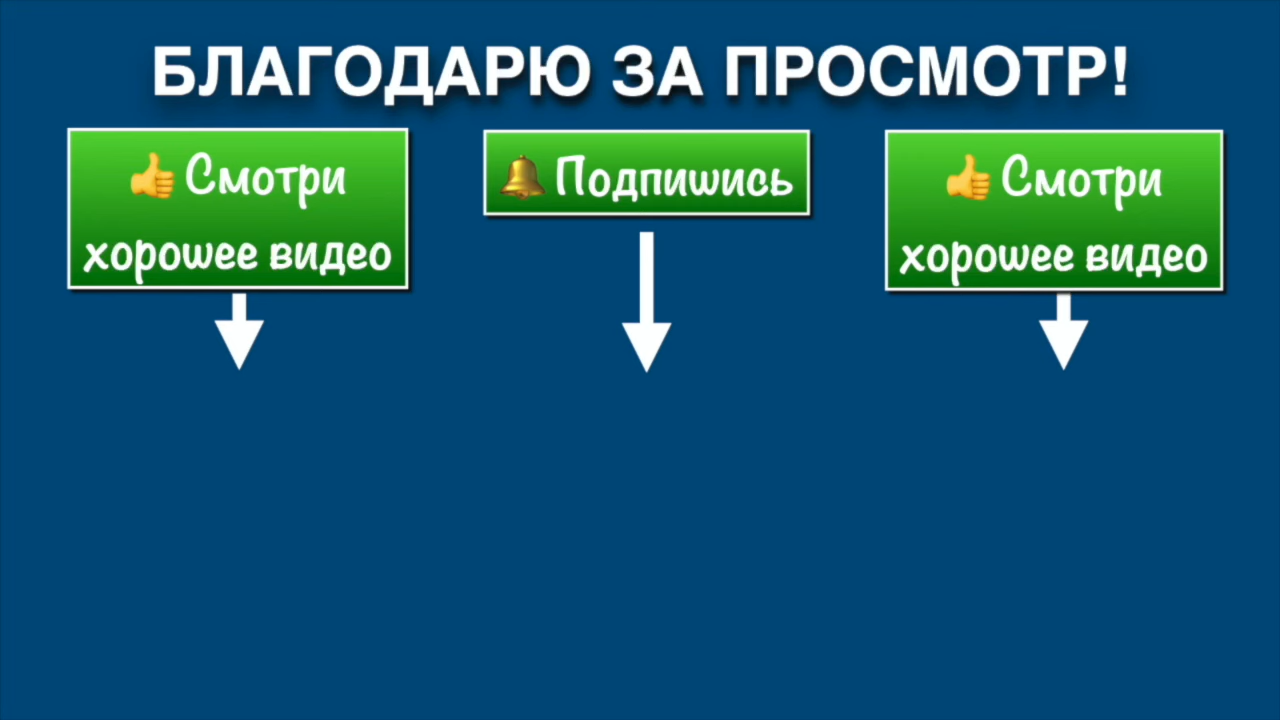 БЛАГОДАРЮ ЗА ПРОСМОТР!
👍 Смотри
хорошее видео
🔔 Подпишись
👍 Смотри
хорошее видео